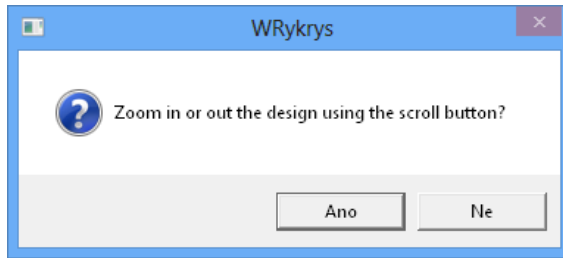 WRykrys
Zoom in or out the design using the scroll button?
Ano
Ne